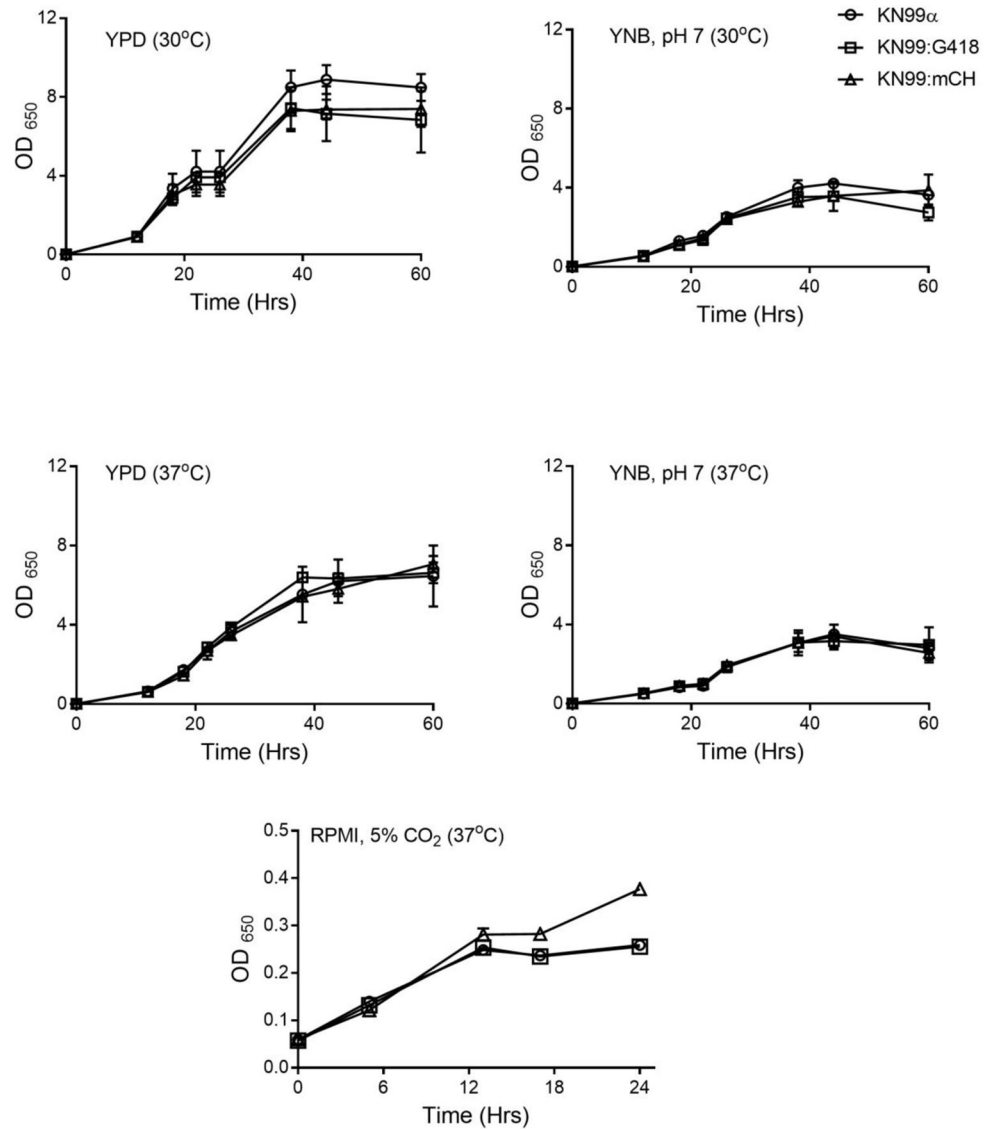 KN99α
KN99:G418
KN99:mCH
YPD (30°C)
12
8
4
0
OD 650
0 20 40 60
Time (Hrs)
YNB, pH 7 (30°C)
12
8
4
0
OD 650
0 20 40 60
Time (Hrs)
YPD (37°C)
12
8
4
0
OD 650
0 20 40 60
Time (Hrs)
YNB, pH 7 (37°C)
12
8
4
0
OD 650
0 20 40 60
Time (Hrs)
RPMI, 5% CO2 (37°C)
0.5
0.4
0.3
0.2
0.1
0.0
OD 650
0 6 12 18 24
Time (Hrs)